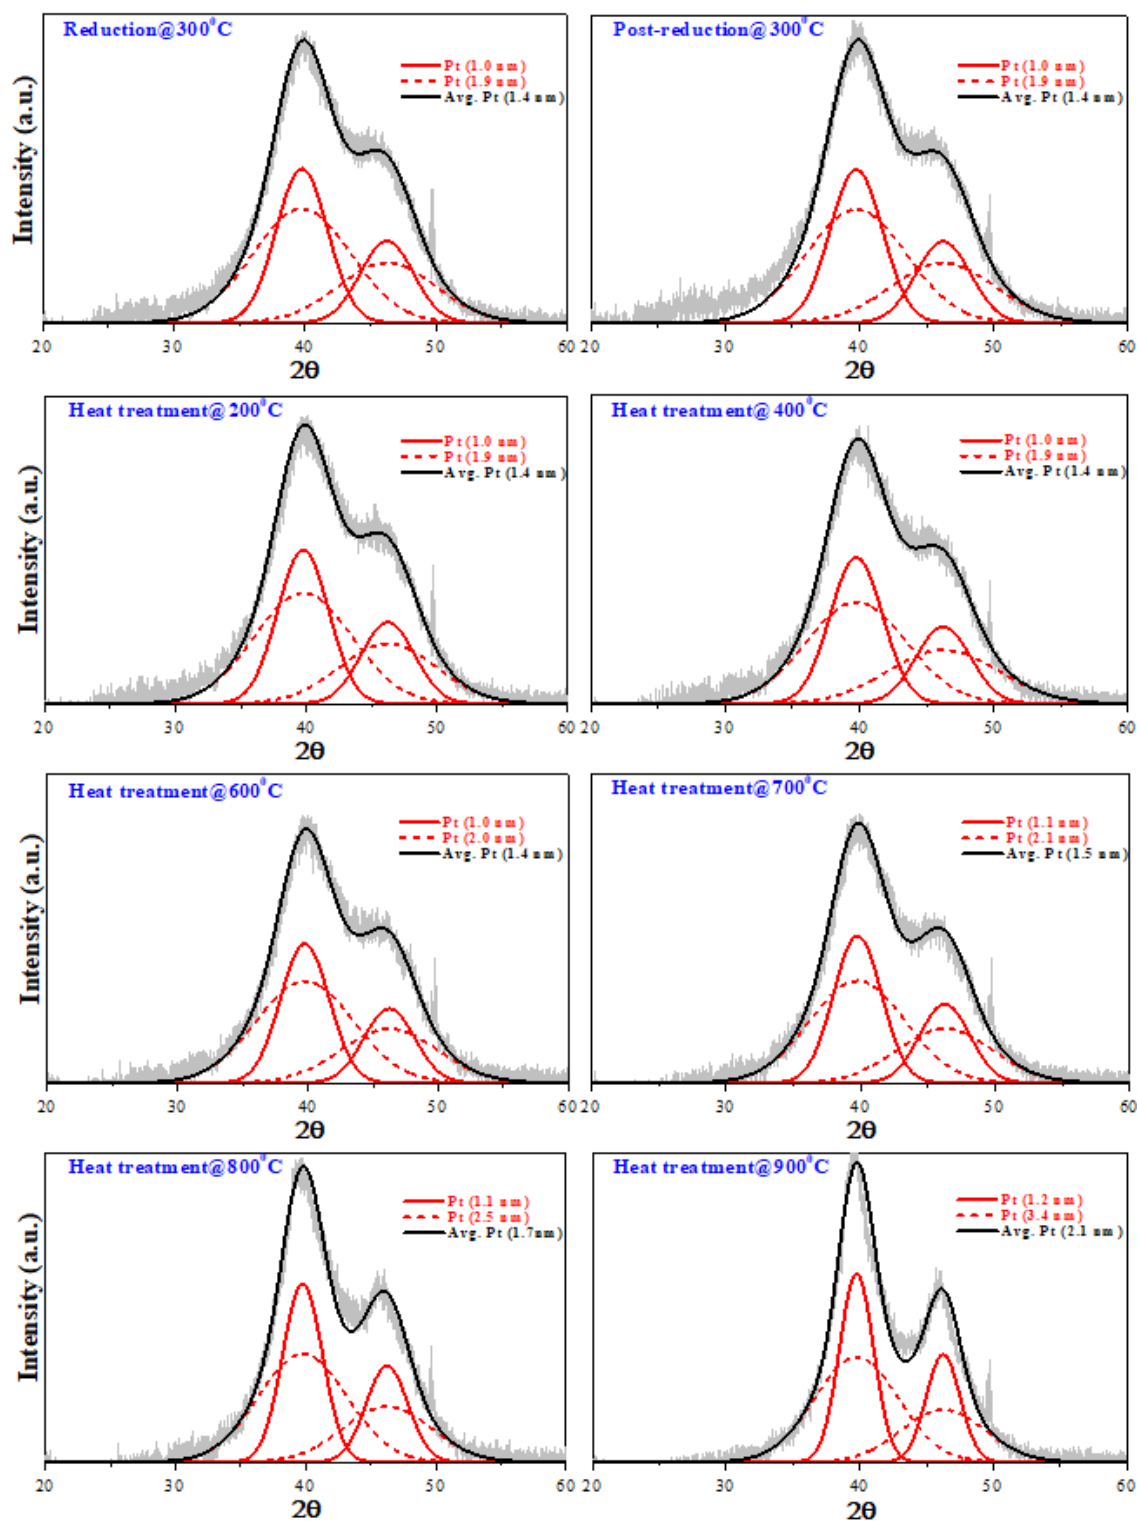 Reduction@300⁰C
Pt (1.0 nm)
Pt (1.9 nm)
Avg. Pt (1.4 nm)
Intensity (a.u.)
20 30 40 50 60
2θ
Post-reduction@300⁰C
Pt (1.0 nm)
Pt (1.9 nm)
Avg. Pt (1.4 nm)
20 30 40 50 60
2θ
Heat treatment@200⁰C
Pt (1.0 nm)
Pt (1.9 nm)
Avg. Pt (1.4 nm)
Intensity (a.u.)
20 30 40 50 60
2θ
Heat treatment@400⁰C
Pt (1.0 nm)
Pt (1.9 nm)
Avg. Pt (1.4 nm)
20 30 40 50 60
2θ
Heat treatment@600⁰C
Pt (1.0 nm)
Pt (2.0 nm)
Avg. Pt (1.4 nm)
Intensity (a.u.)
20 30 40 50 60
2θ
Heat treatment@700⁰C
Pt (1.1 nm)
Pt (2.1 nm)
Avg. Pt (1.5 nm)
20 30 40 50 60
2θ
Heat treatment@800⁰C
Pt (1.1 nm)
Pt (2.5 nm)
Avg. Pt (1.7nm)
Intensity (a.u.)
20 30 40 50 60
2θ
Heat treatment@900⁰C
Pt (1.2 nm)
Pt (3.4 nm)
Avg. Pt (2.1 nm)
20 30 40 50 60
2θ